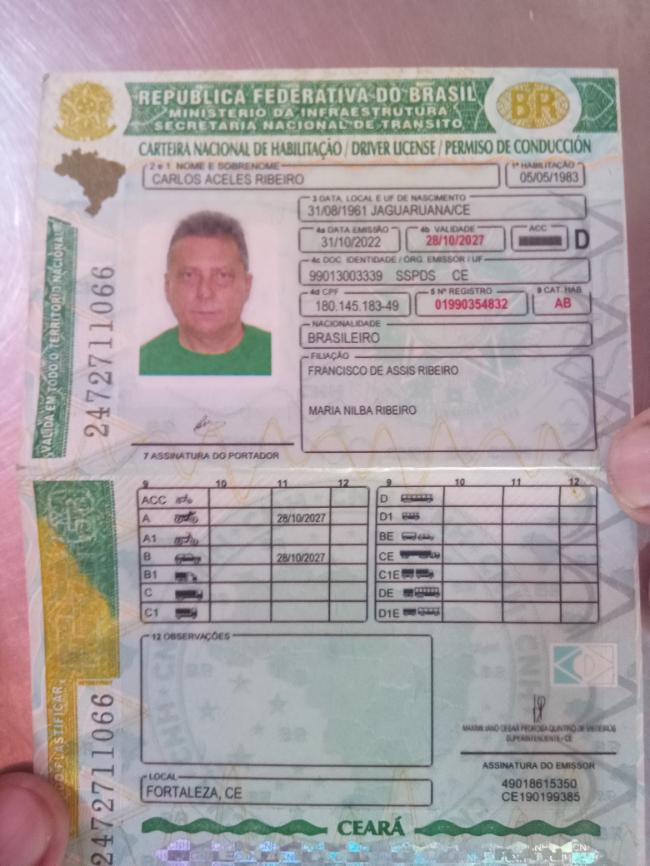 REPUBLICA FEDERATIVA DO BRASIL
MINISTERIO DA INFRAESTRUTURA
SECRETARIA NACIONAL DE TRANSITO
BR
CARTEIRA NACIONAL DE HABILITAÇÃO / DRIVER LICENSE / PERMISO DE CONDUCCIÓN
2 e 1 NOME E SOBRENOME
1ª HABILITAÇÃO
CARLOS ACELES RIBEIRO
05/05/1983
3 DATA, LOCAL E UF DE NASCIMENTO
31/08/1961 JAGUARUANA/CE
4a DATA EMISSÃO
4b VALIDADE
ACC
31/10/2022
28/10/2027
D
4c DOC. IDENTIDADE / ÓRG. EMISSOR / UF
99013003339 SSPDS CE
4d CPF
5 Nº REGISTRO
9 CAT. HAB.
180.145.183-49
01990354832
AB
NACIONALIDADE
BRASILEIRO
FILIAÇÃO
FRANCISCO DE ASSIS RIBEIRO
MARIA NILBA RIBEIRO
7 ASSINATURA DO PORTADOR
VÁLIDA EM TODO O TERRITÓRIO NACIONAL
2472711066
9 10 11 12 9 10 11 12
ACC D
A 28/10/2027 D1
A1 BE
B 28/10/2027 CE
B1 C1E
C DE
C1 D1E
12 OBSERVAÇÕES
PLASTIFICAR
2472711066
SUPERINTENDENTE - CE
ASSINATURA DO EMISSOR
LOCAL
FORTALEZA, CE
49018615350
CE190199385
CEARÁ